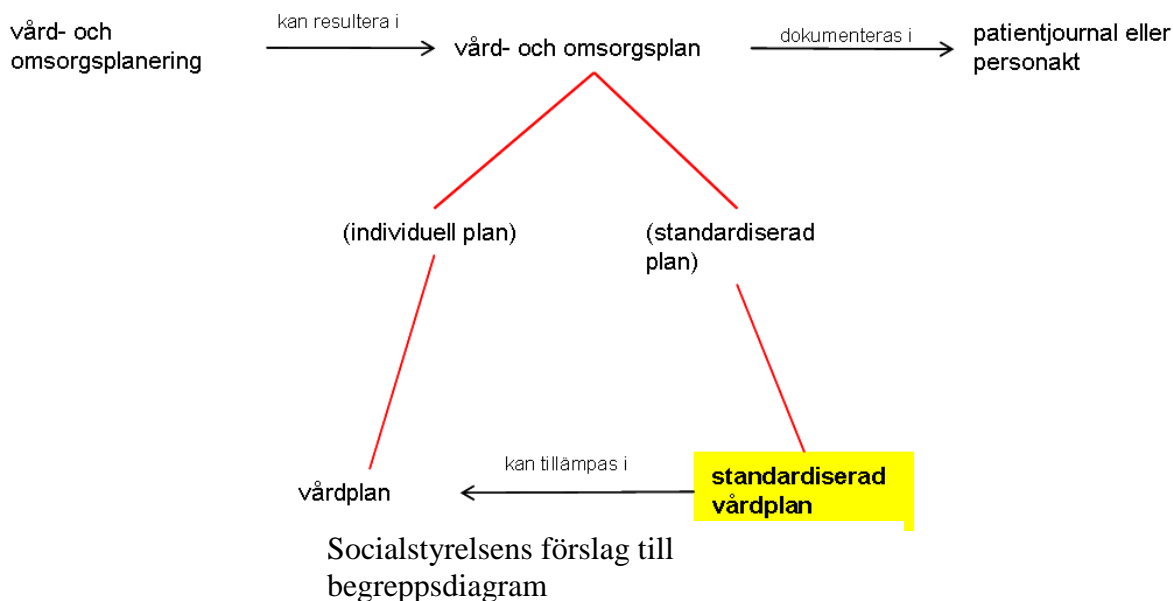 vård- och
omsorgsplanering
kan resultera i
vård- och omsorgsplan
dokumenteras i
patientjournal eller
personakt
(individuell plan)
(standardiserad
plan)
vårdplan
kan tillämpas i
standardiserad
vårdplan
Socialstyrelsens förslag till
begreppsdiagram